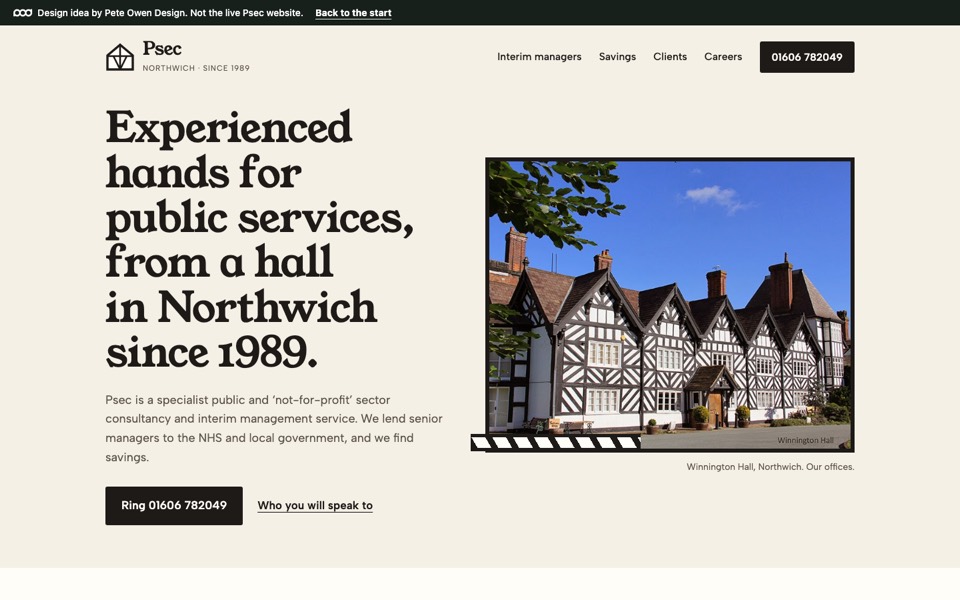 Design idea by Pete Owen Design. Not the live Psec website. Back to the start
Psec
NORTHWICH · SINCE 1989
Interim managers Savings Clients Careers 01606 782049
Experienced
hands for
public services,
from a hall
in Northwich
since 1989.
Psec is a specialist public and ‘not-for-profit’ sector
consultancy and interim management service. We lend senior
managers to the NHS and local government, and we find
savings.
Ring 01606 782049 Who you will speak to
Winnington Hall
Winnington Hall, Northwich. Our offices.